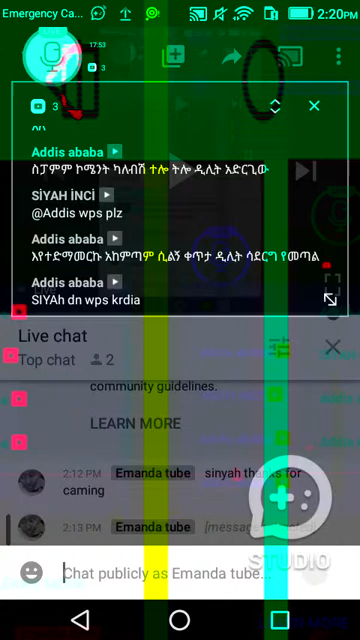 Emergency Ca...
2:20PM
17:53
3
3
Addis ababa
ስፓምም ኮሜንት ካለብሽ ተሎ ትሎ ዲሊት አድርጊው
SİYAH İNCİ
@Addis wps plz
Addis ababa
እየተድማመርኩ አከምጣም ሲልኝ ቀጥታ ዲሊት ሳደርግ የመጣል
Addis ababa
SIYAh dn wps krdia
Live chat
Top chat 2
community guidelines.
LEARN MORE
2:12 PM Emanda tube sinyah thanks for
caming
2:13 PM Emanda tube [message
STUDIO
Chat publicly as Emanda tube...